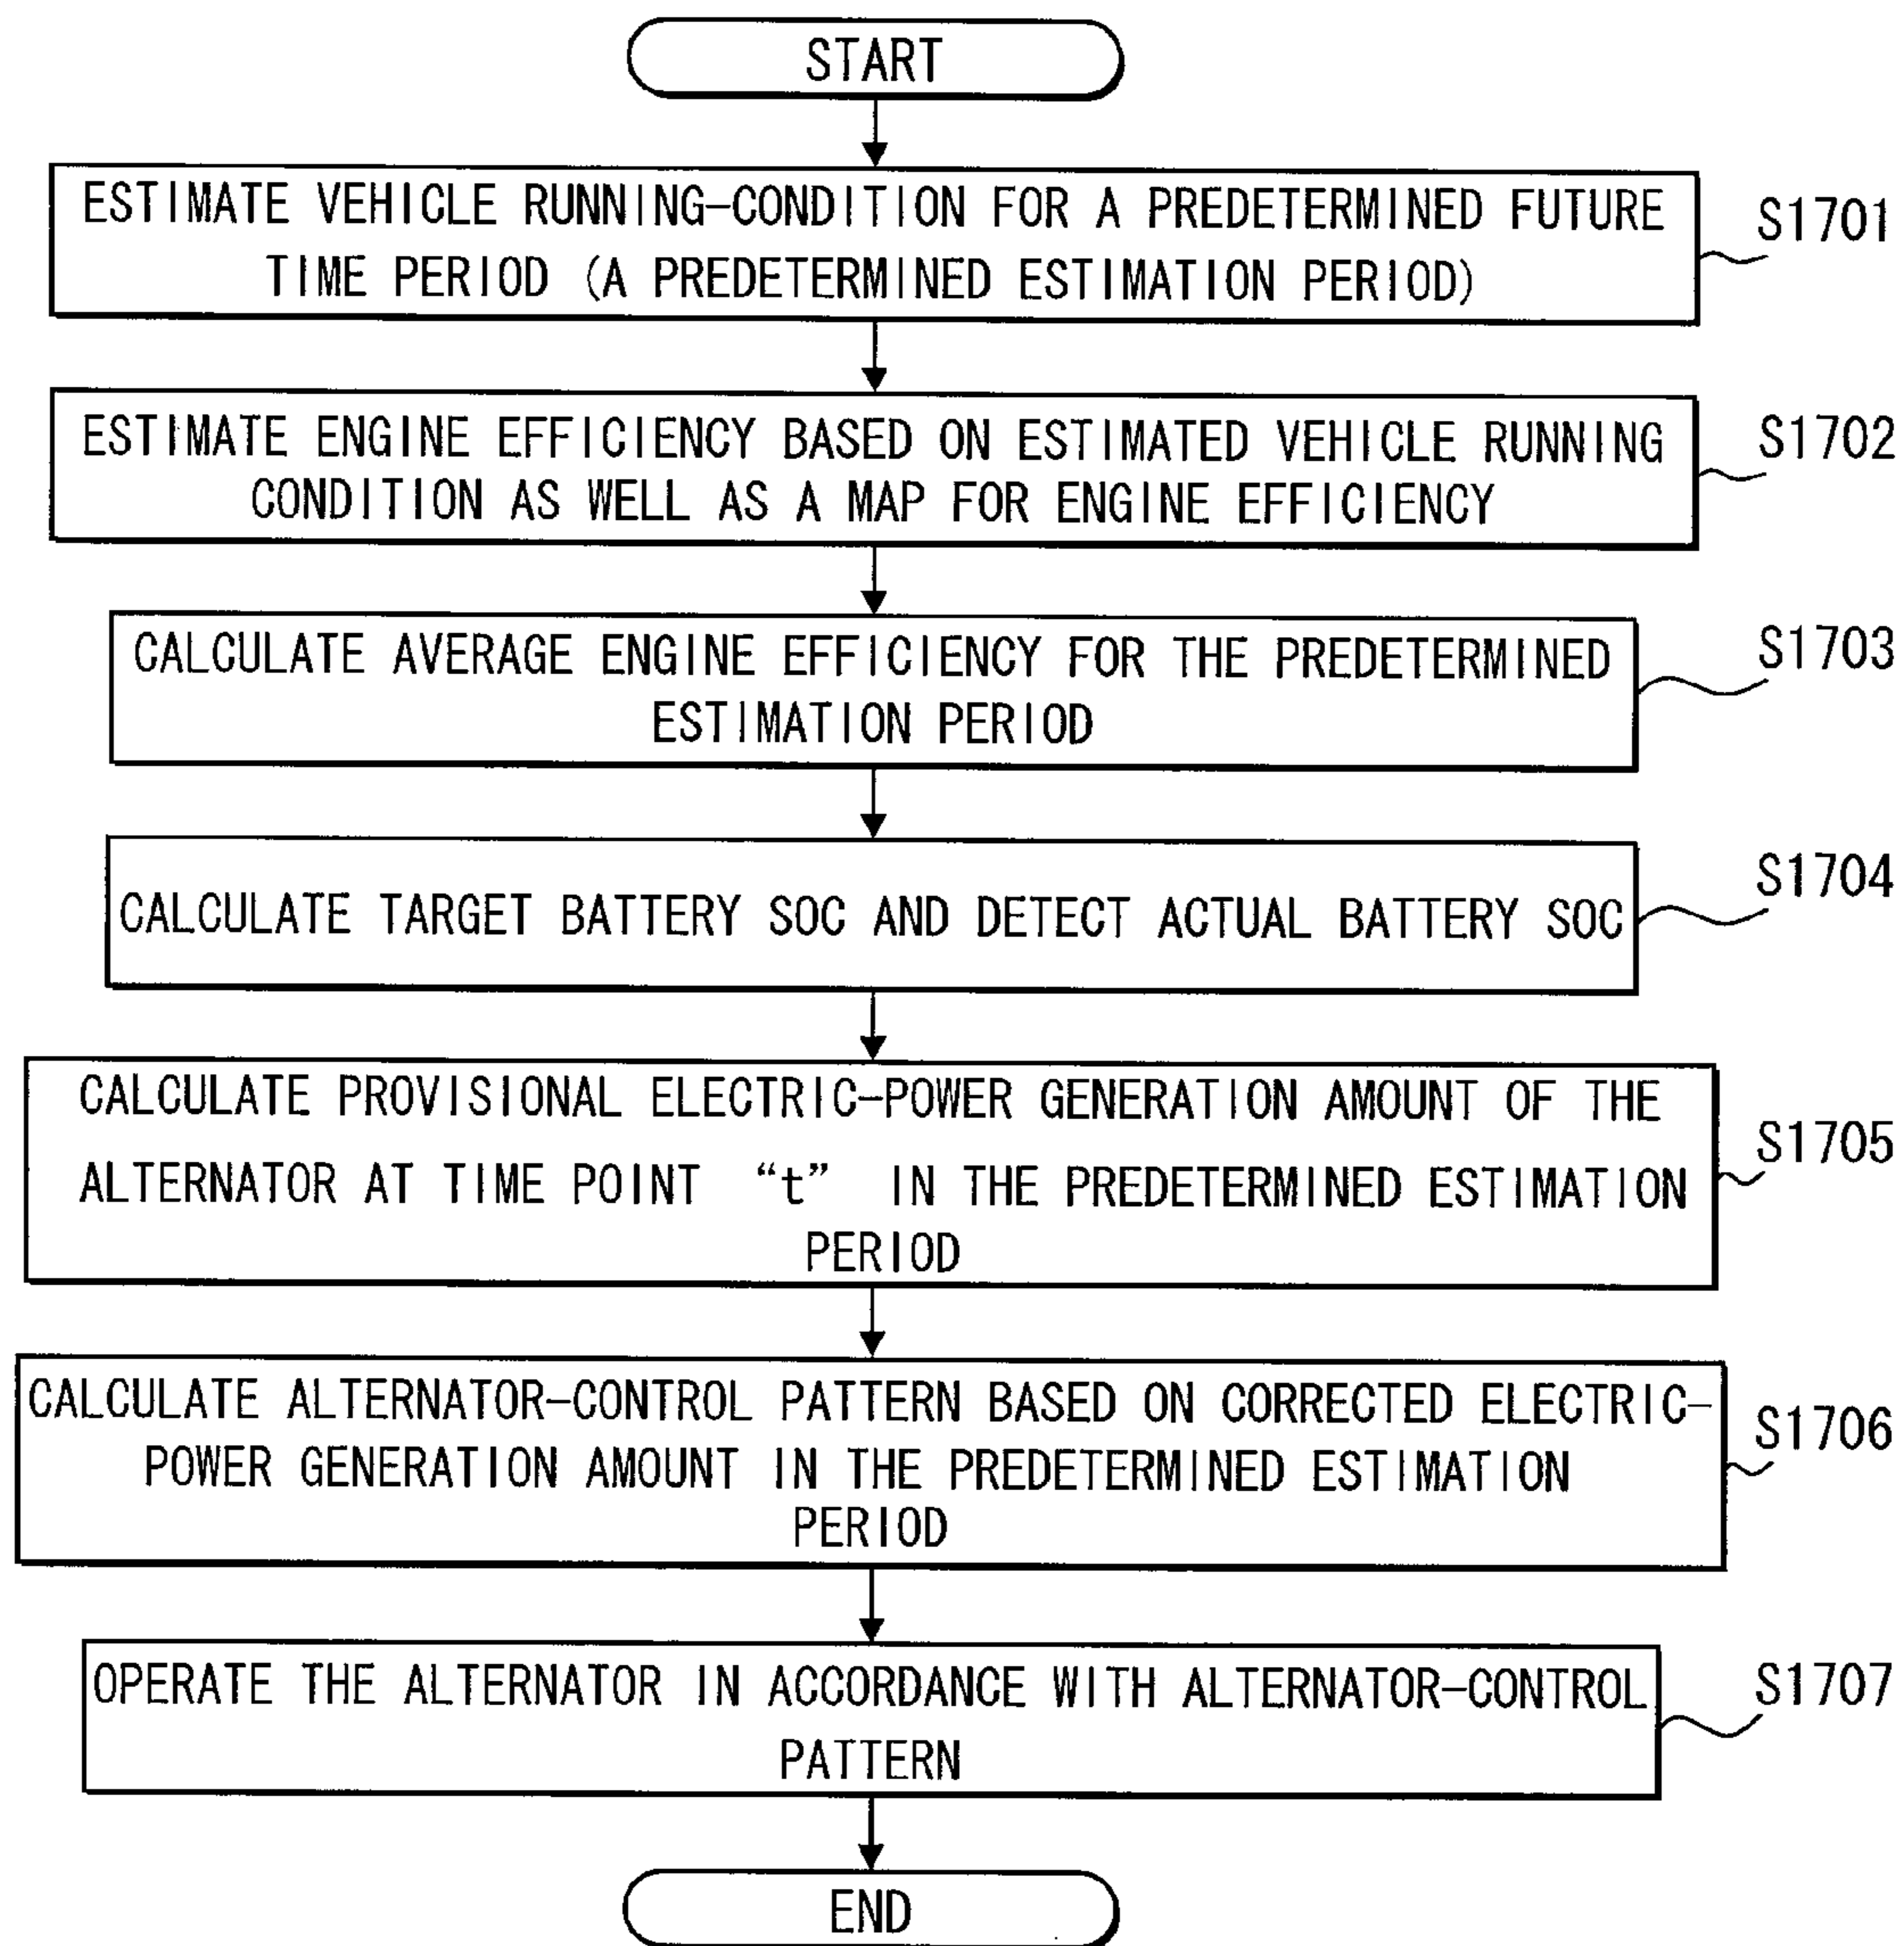 START
ESTIMATE VEHICLE RUNNING-CONDITION FOR A PREDETERMINED FUTURE
TIME PERIOD (A PREDETERMINED ESTIMATION PERIOD)
S1701
ESTIMATE ENGINE EFFICIENCY BASED ON ESTIMATED VEHICLE RUNNING
CONDITION AS WELL AS A MAP FOR ENGINE EFFICIENCY
S1702
CALCULATE AVERAGE ENGINE EFFICIENCY FOR THE PREDETERMINED
ESTIMATION PERIOD
S1703
CALCULATE TARGET BATTERY SOC AND DETECT ACTUAL BATTERY SOC
S1704
CALCULATE PROVISIONAL ELECTRIC-POWER GENERATION AMOUNT OF THE
ALTERNATOR AT TIME POINT “t” IN THE PREDETERMINED ESTIMATION
PERIOD
S1705
CALCULATE ALTERNATOR-CONTROL PATTERN BASED ON CORRECTED ELECTRIC-
POWER GENERATION AMOUNT IN THE PREDETERMINED ESTIMATION
PERIOD
S1706
OPERATE THE ALTERNATOR IN ACCORDANCE WITH ALTERNATOR-CONTROL
PATTERN
S1707
END